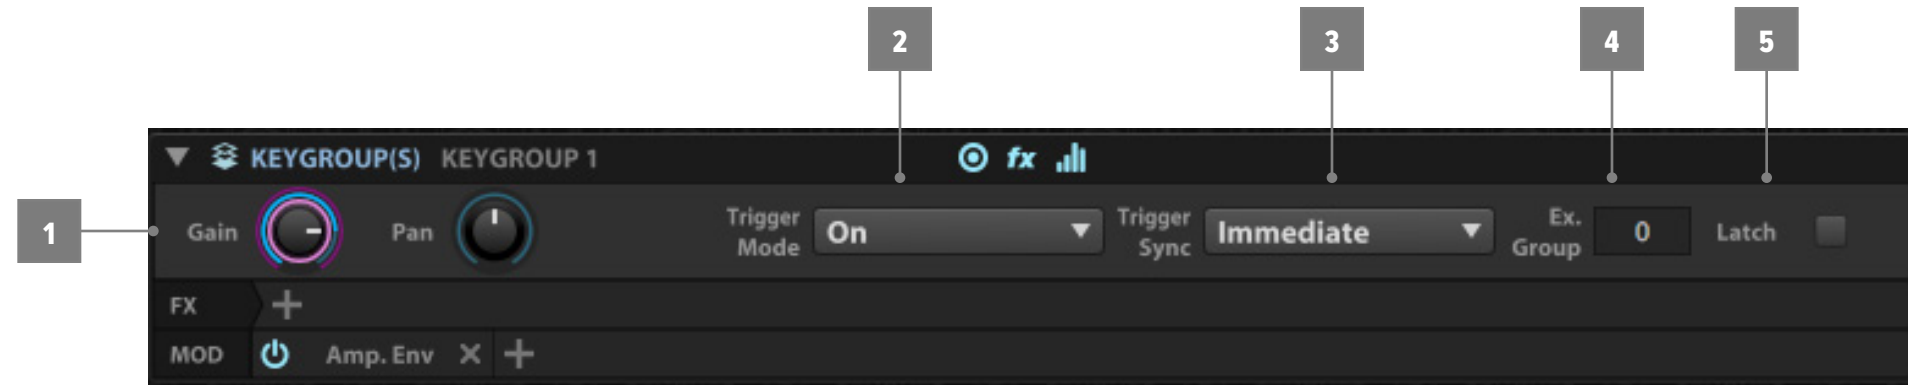 2
3
4
5
KEYGROUP(S) KEYGROUP 1 fx
1
Gain
Pan
Trigger
Mode
On
Trigger
Sync
Immediate
Ex.
Group
0
Latch
FX
MOD
Amp. Env